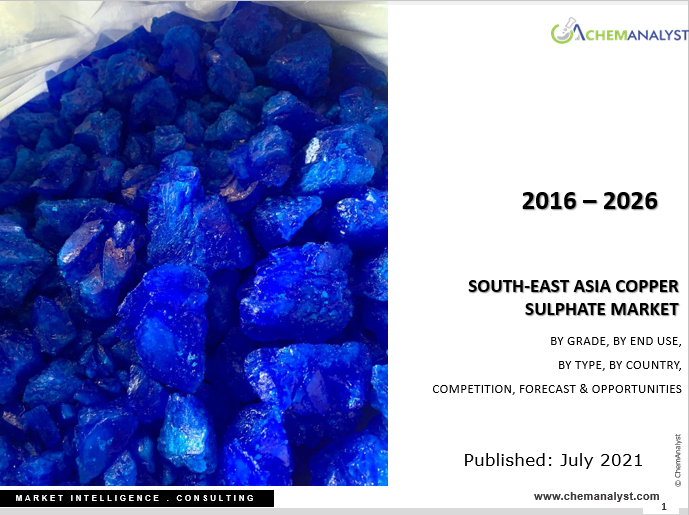 CHEMANALYST
2016 – 2026
SOUTH-EAST ASIA COPPER
SULPHATE MARKET
BY GRADE, BY END USE,
BY TYPE, BY COUNTRY,
COMPETITION, FORECAST & OPPORTUNITIES
Published: July 2021
© ChemAnalyst
MARKET INTELLIGENCE . CONSULTING
www.chemanalyst.com
1